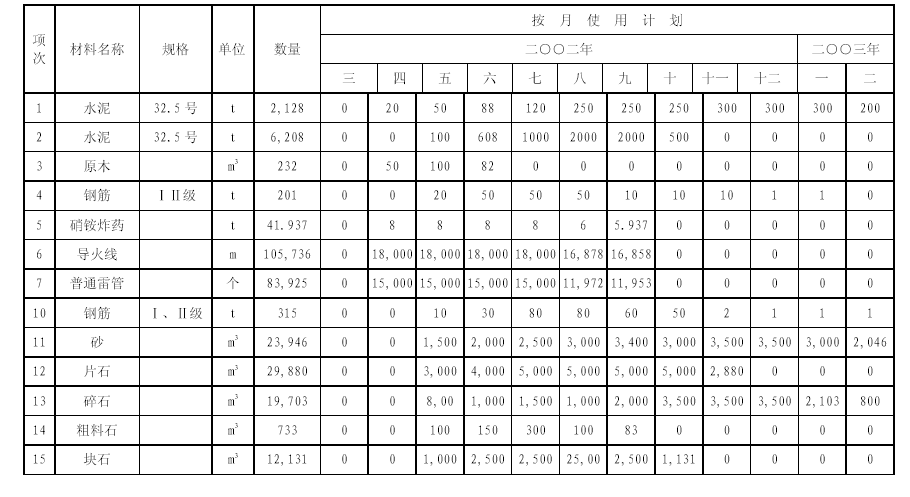 项次 材料名称 规格 单位 数量 按月使用计划
二〇〇二年 二〇〇三年
三 四 五 六 七 八 九 十 十一 十二 一 二
1 水泥 32.5号 t 2,128 0 20 50 88 120 250 250 250 300 300 300 200
2 水泥 32.5号 t 6,208 0 0 100 608 1000 2000 2000 500 0 0 0 0
3 原木 m³ 232 0 50 100 82 0 0 0 0 0 0 0 0
4 钢筋 ⅠⅡ级 t 201 0 0 20 50 50 50 10 10 10 1 1 0
5 硝铵炸药 t 41.937 0 8 8 8 8 6 5.937 0 0 0 0 0
6 导火线 m 105,736 0 18,000 18,000 18,000 18,000 16,878 16,858 0 0 0 0 0
7 普通雷管 个 83,925 0 15,000 15,000 15,000 15,000 11,972 11,953 0 0 0 0 0
10 钢筋 Ⅰ、Ⅱ级 t 315 0 0 10 30 80 80 60 50 2 1 1 1
11 砂 m³ 23,946 0 0 1,500 2,000 2,500 3,000 3,400 3,000 3,500 3,500 3,000 2,046
12 片石 m³ 29,880 0 0 3,000 4,000 5,000 5,000 5,000 5,000 2,880 0 0 0
13 碎石 m³ 19,703 0 0 8,00 1,000 1,500 1,000 2,000 3,500 3,500 3,500 2,103 800
14 粗料石 m³ 733 0 0 100 150 300 100 83 0 0 0 0 0
15 块石 m³ 12,131 0 0 1,000 2,500 2,500 25,00 2,500 1,131 0 0 0 0